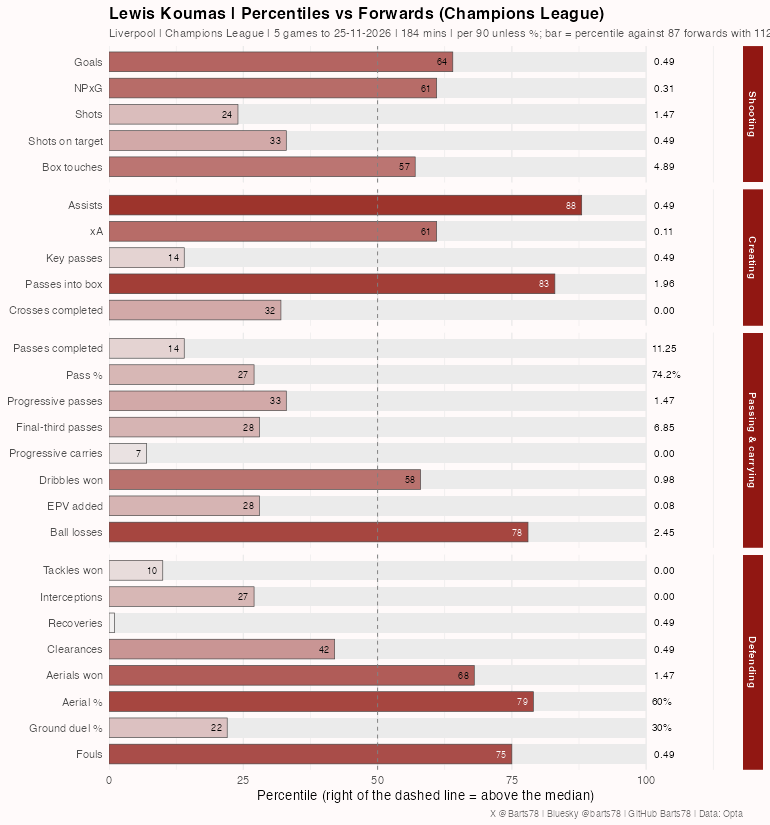 Lewis Koumas | Percentiles vs Forwards (Champions League)
Liverpool | Champions League | 5 games to 25-11-2026 | 184 mins | per 90 unless %; bar = percentile against 87 forwards with 112
Goals 64 0.49
NPxG 61 0.31
Shots 24 1.47
Shots on target 33 0.49
Box touches 57 4.89
Shooting
Assists 88 0.49
xA 61 0.11
Key passes 14 0.49
Passes into box 83 1.96
Crosses completed 32 0.00
Creating
Passes completed 14 11.25
Pass % 27 74.2%
Progressive passes 33 1.47
Final-third passes 28 6.85
Progressive carries 7 0.00
Dribbles won 58 0.98
EPV added 28 0.08
Ball losses 78 2.45
Passing & carrying
Tackles won 10 0.00
Interceptions 27 0.00
Recoveries 0.49
Clearances 42 0.49
Aerials won 68 1.47
Aerial % 79 60%
Ground duel % 22 30%
Fouls 75 0.49
Defending
0 25 50 75 100
Percentile (right of the dashed line = above the median)
X @Barts78 | Bluesky @barts78 | GitHub Barts78 | Data: Opta